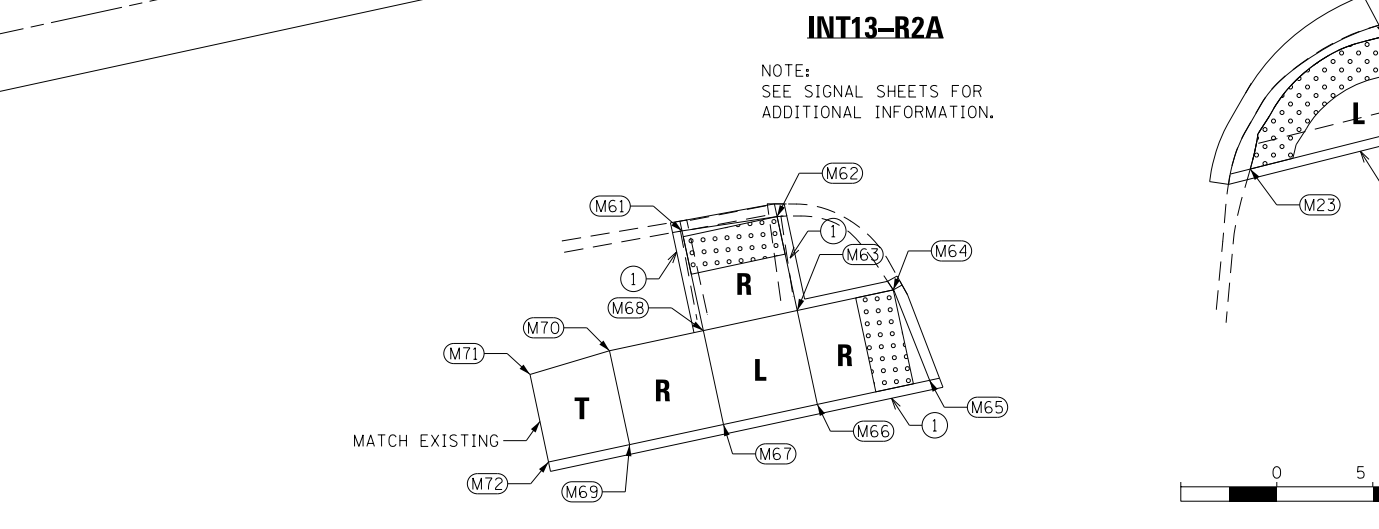 INT13–R2A
NOTE:
SEE SIGNAL SHEETS FOR
ADDITIONAL INFORMATION.
L
M23
M62
M61
1
M63
M64
1
R
M68
M70
M71
R
L
R
T
M65
MATCH EXISTING
1
M66
M67
M72
M69
0 5